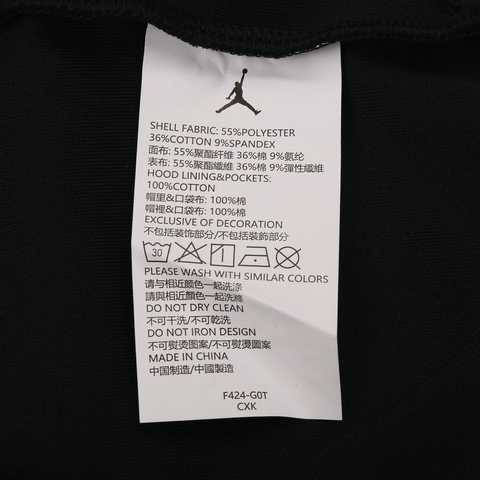 SHELL FABRIC: 55%POLYESTER
36%COTTON 9%SPANDEX
面布: 55%聚酯纤维 36%棉 9%氨纶
表布: 55%聚酯纖維 36%棉 9%彈性纖維
HOOD LINING&POCKETS:
100%COTTON
帽里&口袋布: 100%棉
帽裡&口袋布: 100%棉
EXCLUSIVE OF DECORATION
不包括装饰部分/不包括裝飾部分
30
PLEASE WASH WITH SIMILAR COLORS
请与相近颜色一起洗涤
請與相近顏色一起洗滌
DO NOT DRY CLEAN
不可干洗/不可乾洗
DO NOT IRON DESIGN
不可熨烫图案/不可熨燙圖案
MADE IN CHINA
中国制造/中國製造
F424-G0T
CXK